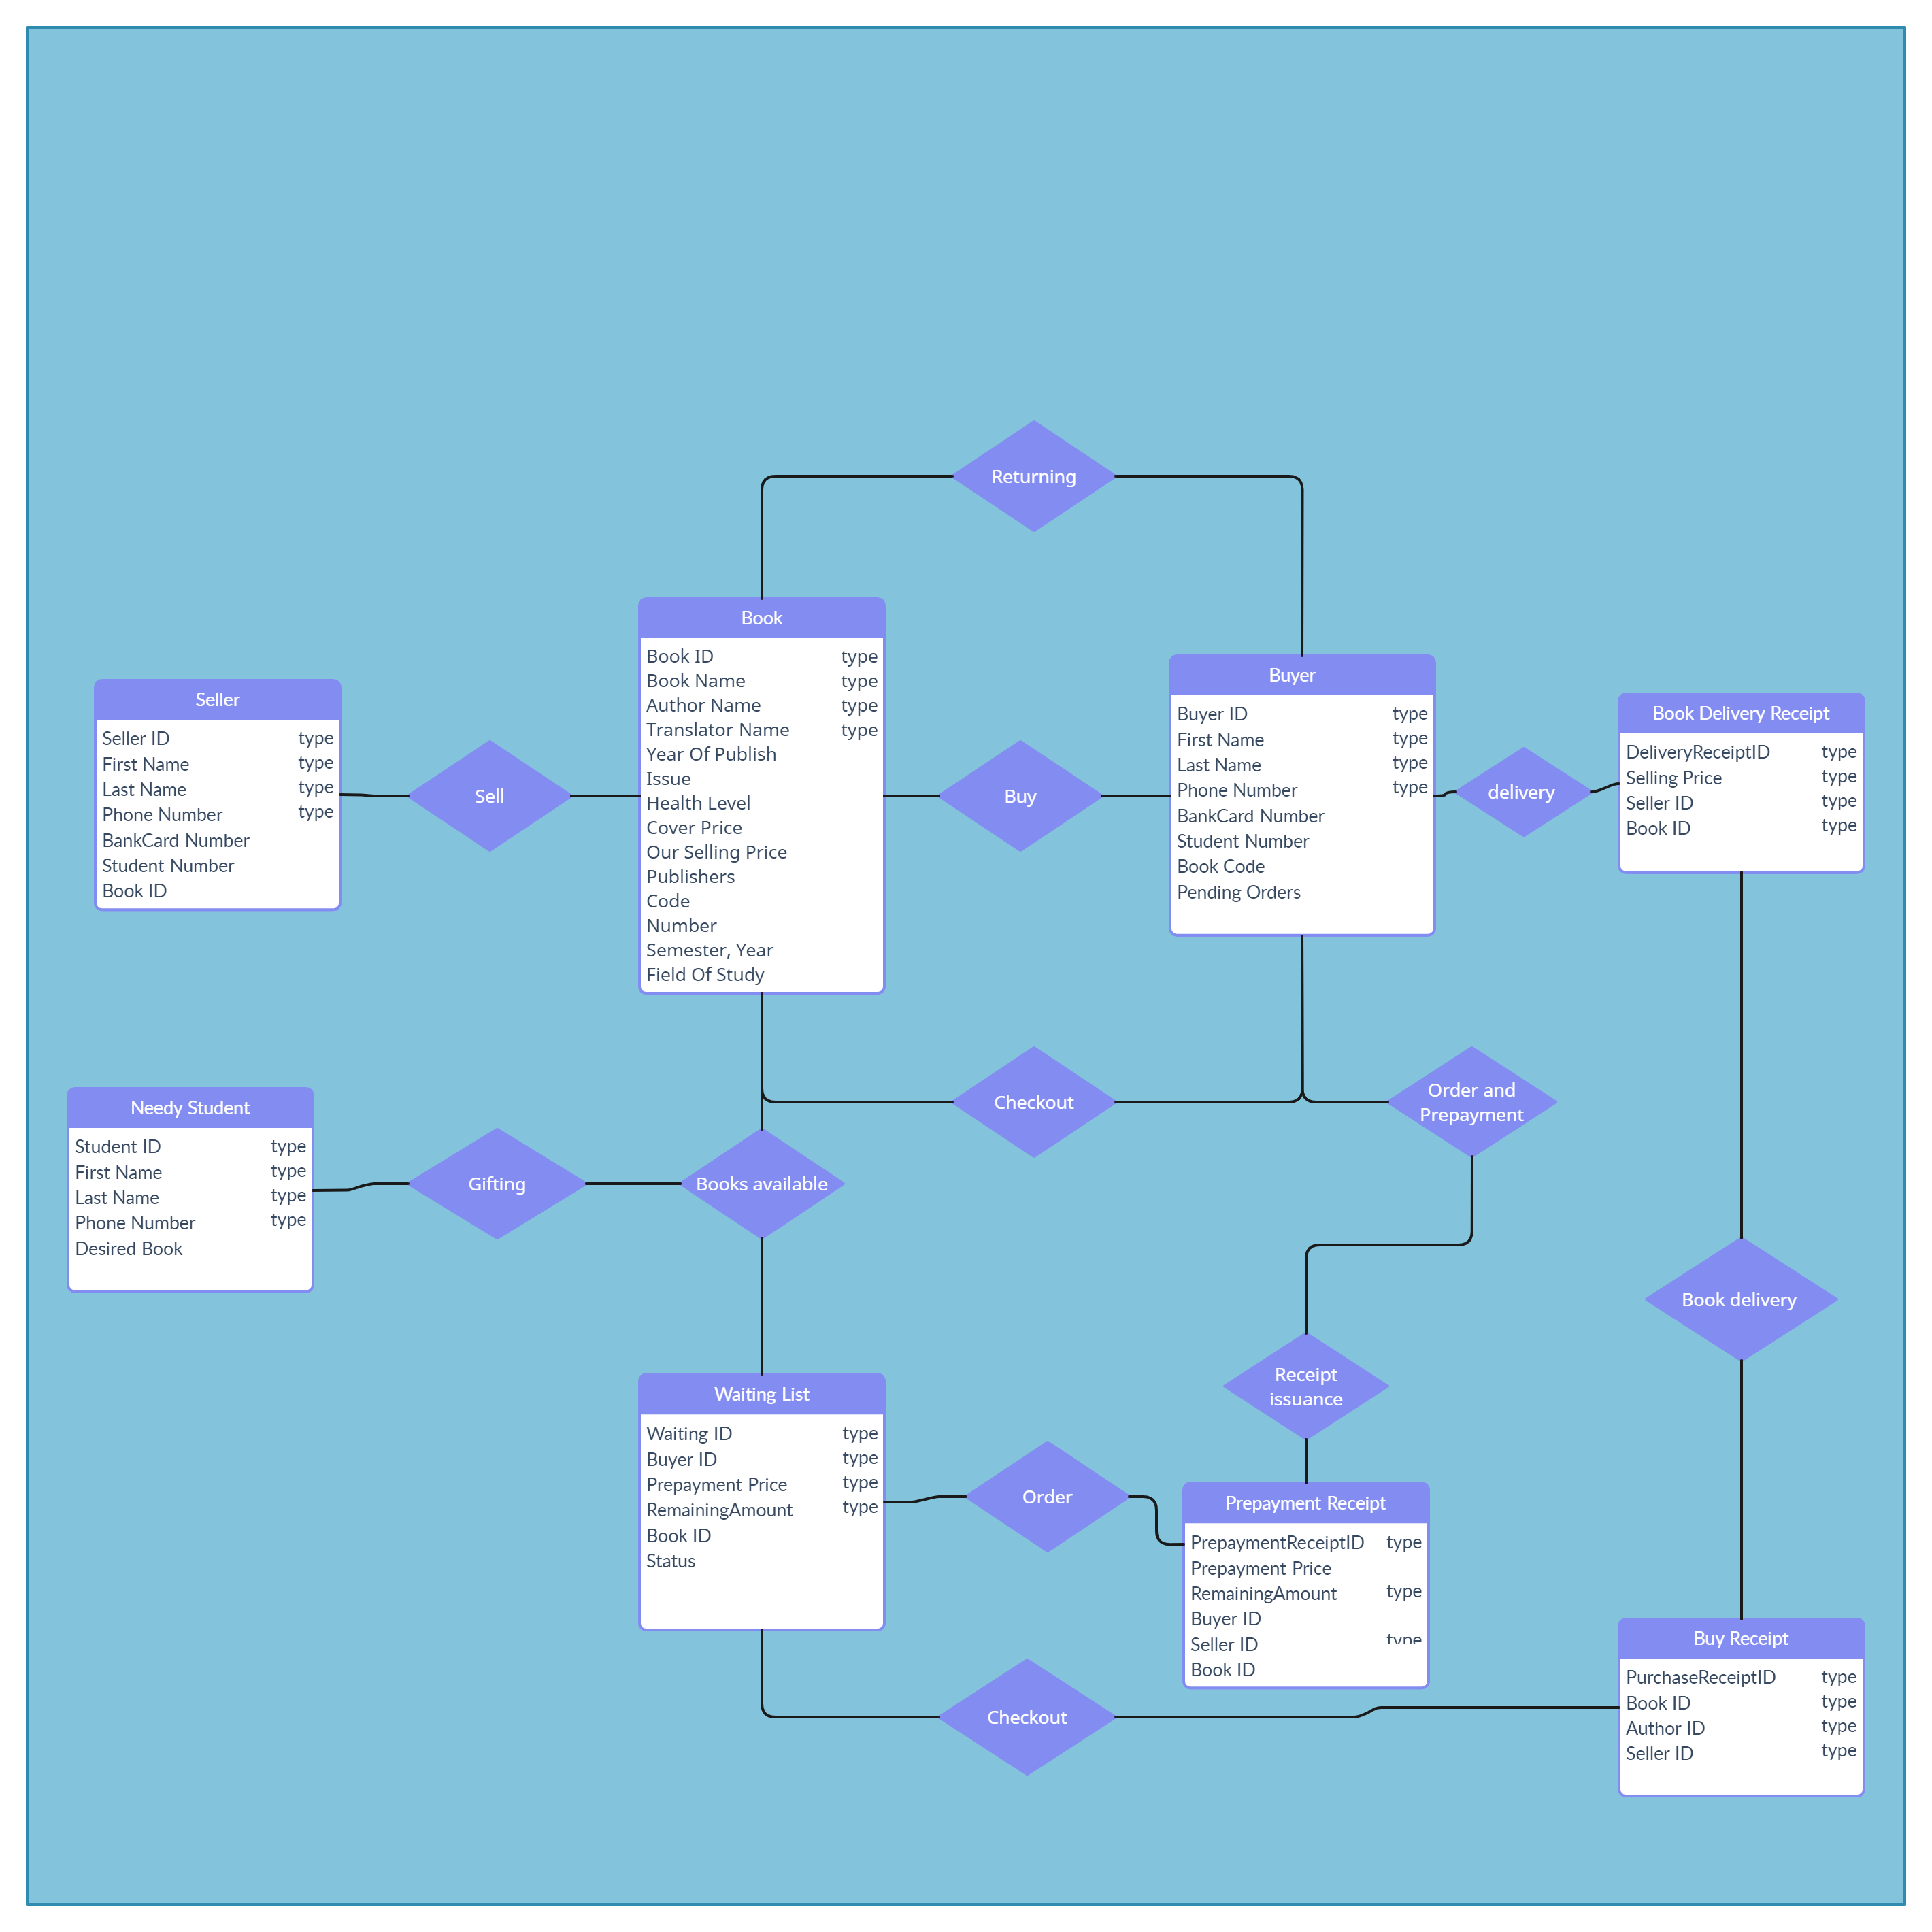 Returning
Book
Book ID type
Book Name type
Author Name type
Translator Name type
Year Of Publish
Issue
Health Level
Cover Price
Our Selling Price
Publishers
Code
Number
Semester, Year
Field Of Study
Seller
Seller ID type
First Name type
Last Name type
Phone Number type
BankCard Number
Student Number
Book ID
Sell
Buy
Buyer
Buyer ID type
First Name type
Last Name type
Phone Number type
BankCard Number
Student Number
Book Code
Pending Orders
delivery
Book Delivery Receipt
DeliveryReceiptID type
Selling Price type
Seller ID type
Book ID type
Needy Student
Student ID type
First Name type
Last Name type
Phone Number type
Desired Book
Gifting
Books available
Checkout
Order and
Prepayment
Book delivery
Receipt
issuance
Waiting List
Waiting ID type
Buyer ID type
Prepayment Price type
RemainingAmount type
Book ID
Status
Order
Prepayment Receipt
PrepaymentReceiptID type
Prepayment Price
RemainingAmount type
Buyer ID
Seller ID type
Book ID
Checkout
Buy Receipt
PurchaseReceiptID type
Book ID type
Author ID type
Seller ID type